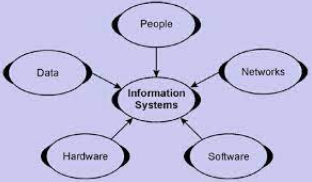 People
Data
Networks
Information
Systems
Hardware
Software